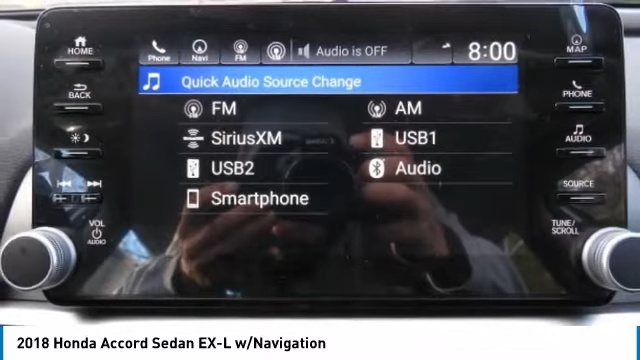 HOME
Phone Navi FM Audio is OFF 8:00
MAP
Quick Audio Source Change
BACK
PHONE
FM AM
SiriusXM USB1
AUDIO
USB2 Audio
SOURCE
Smartphone
VOL
AUDIO
TUNE/
SCROLL
2018 Honda Accord Sedan EX-L w/Navigation